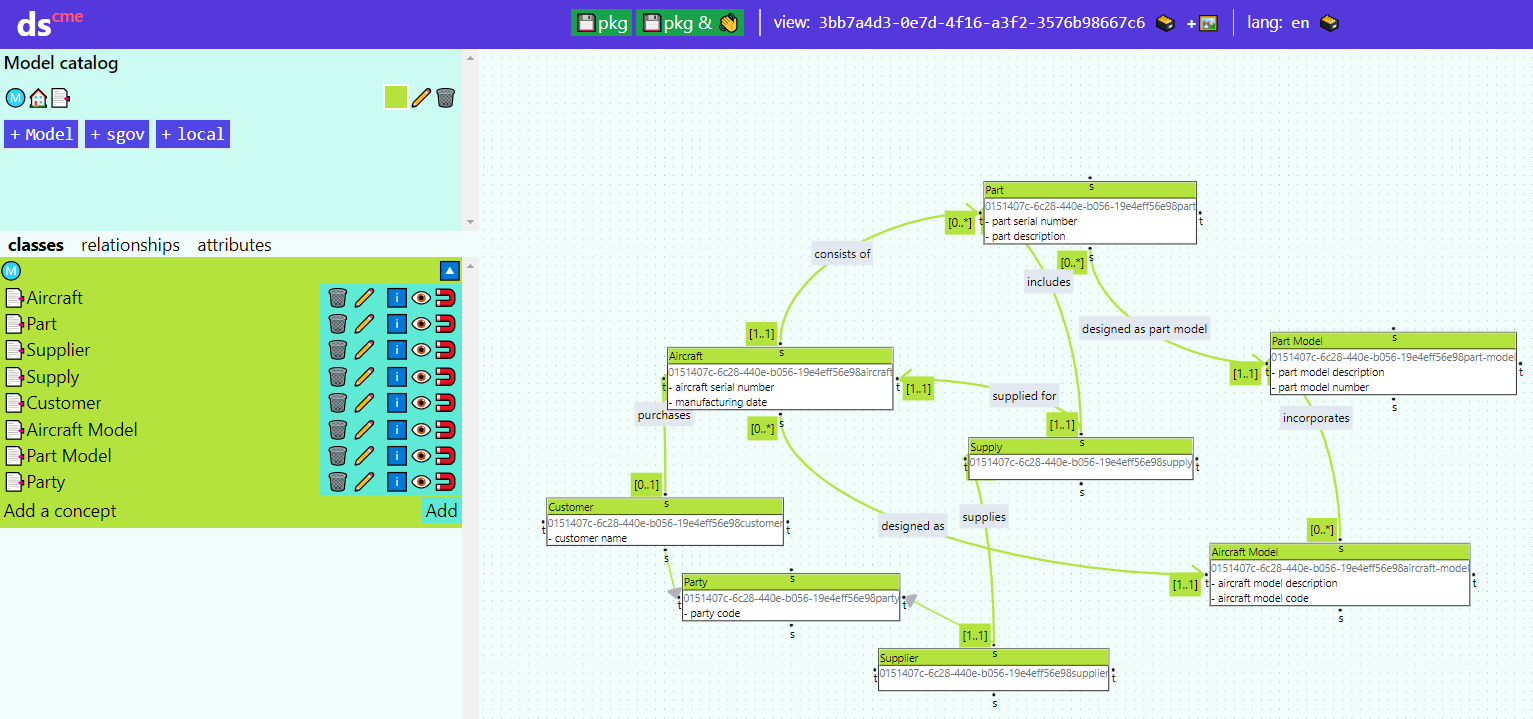 ds cme
pkg pkg & view: 3bb7a4d3-0e7d-4f16-a3f2-3576b98667c6 + lang: en
Model catalog
M
+ Model + sgov + local
classes relationships attributes
M
Aircraft i
Part i
Supplier i
Supply i
Customer i
Aircraft Model i
Part Model i
Party i
Add a concept Add
s
Part
0151407c-6c28-440e-b056-19e4eff56e98part
- part serial number
- part description
t t
s
[0..*]
consists of
[1..1]
[0..*]
includes
designed as part model
[1..1]
s
Part Model
0151407c-6c28-440e-b056-19e4eff56e98part-model
- part model description
- part model number
t t
s
s
Aircraft
0151407c-6c28-440e-b056-19e4eff56e98aircraft
- aircraft serial number
- manufacturing date
t t
s
[1..1]
supplied for
[1..1]
purchases
[0..*]
incorporates
s
Supply
0151407c-6c28-440e-b056-19e4eff56e98supply
t t
s
[0..1]
s
Customer
0151407c-6c28-440e-b056-19e4eff56e98customer
- customer name
t t
s
designed as
supplies
[0..*]
[1..1]
s
Aircraft Model
0151407c-6c28-440e-b056-19e4eff56e98aircraft-model
- aircraft model description
- aircraft model code
t t
s
s
Party
0151407c-6c28-440e-b056-19e4eff56e98party
- party code
t t
s
[1..1]
s
Supplier
0151407c-6c28-440e-b056-19e4eff56e98supplier
t t
s